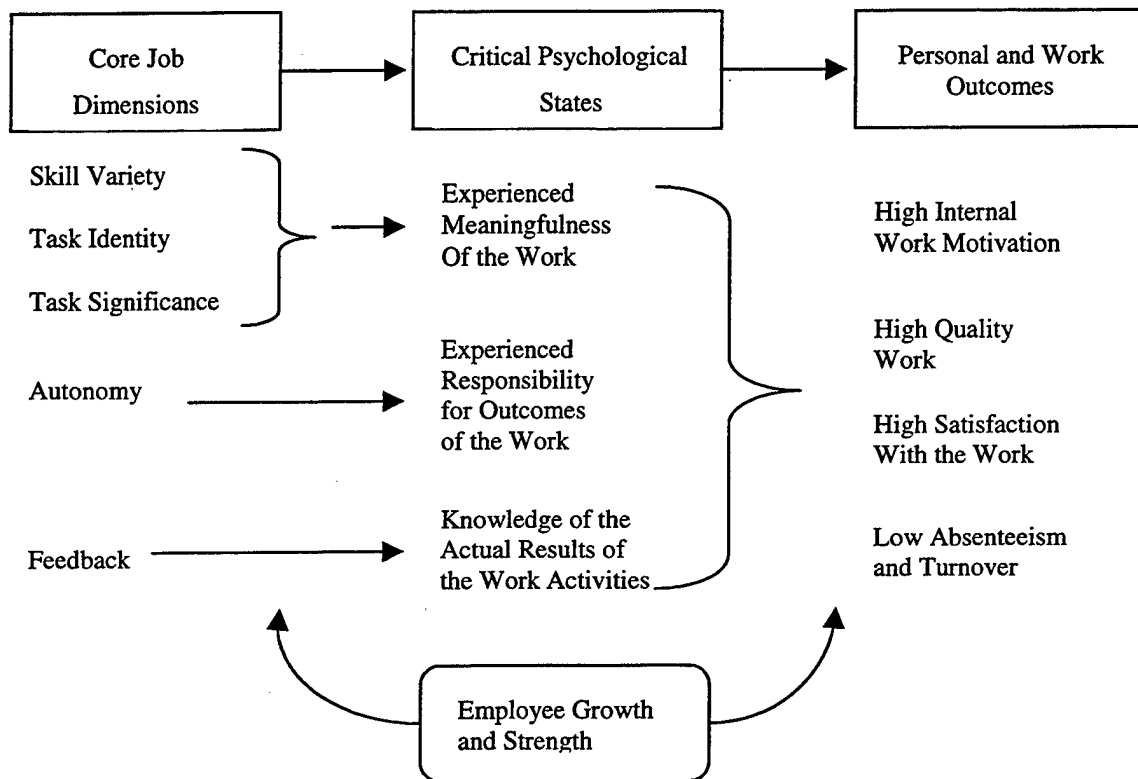 Core Job
Dimensions
Critical Psychological
States
Personal and Work
Outcomes
Skill Variety
Task Identity
Task Significance
Autonomy
Feedback
Experienced
Meaningfulness
Of the Work
Experienced
Responsibility
for Outcomes
of the Work
Knowledge of the
Actual Results of
the Work Activities
High Internal
Work Motivation
High Quality
Work
High Satisfaction
With the Work
Low Absenteeism
and Turnover
Employee Growth
and Strength